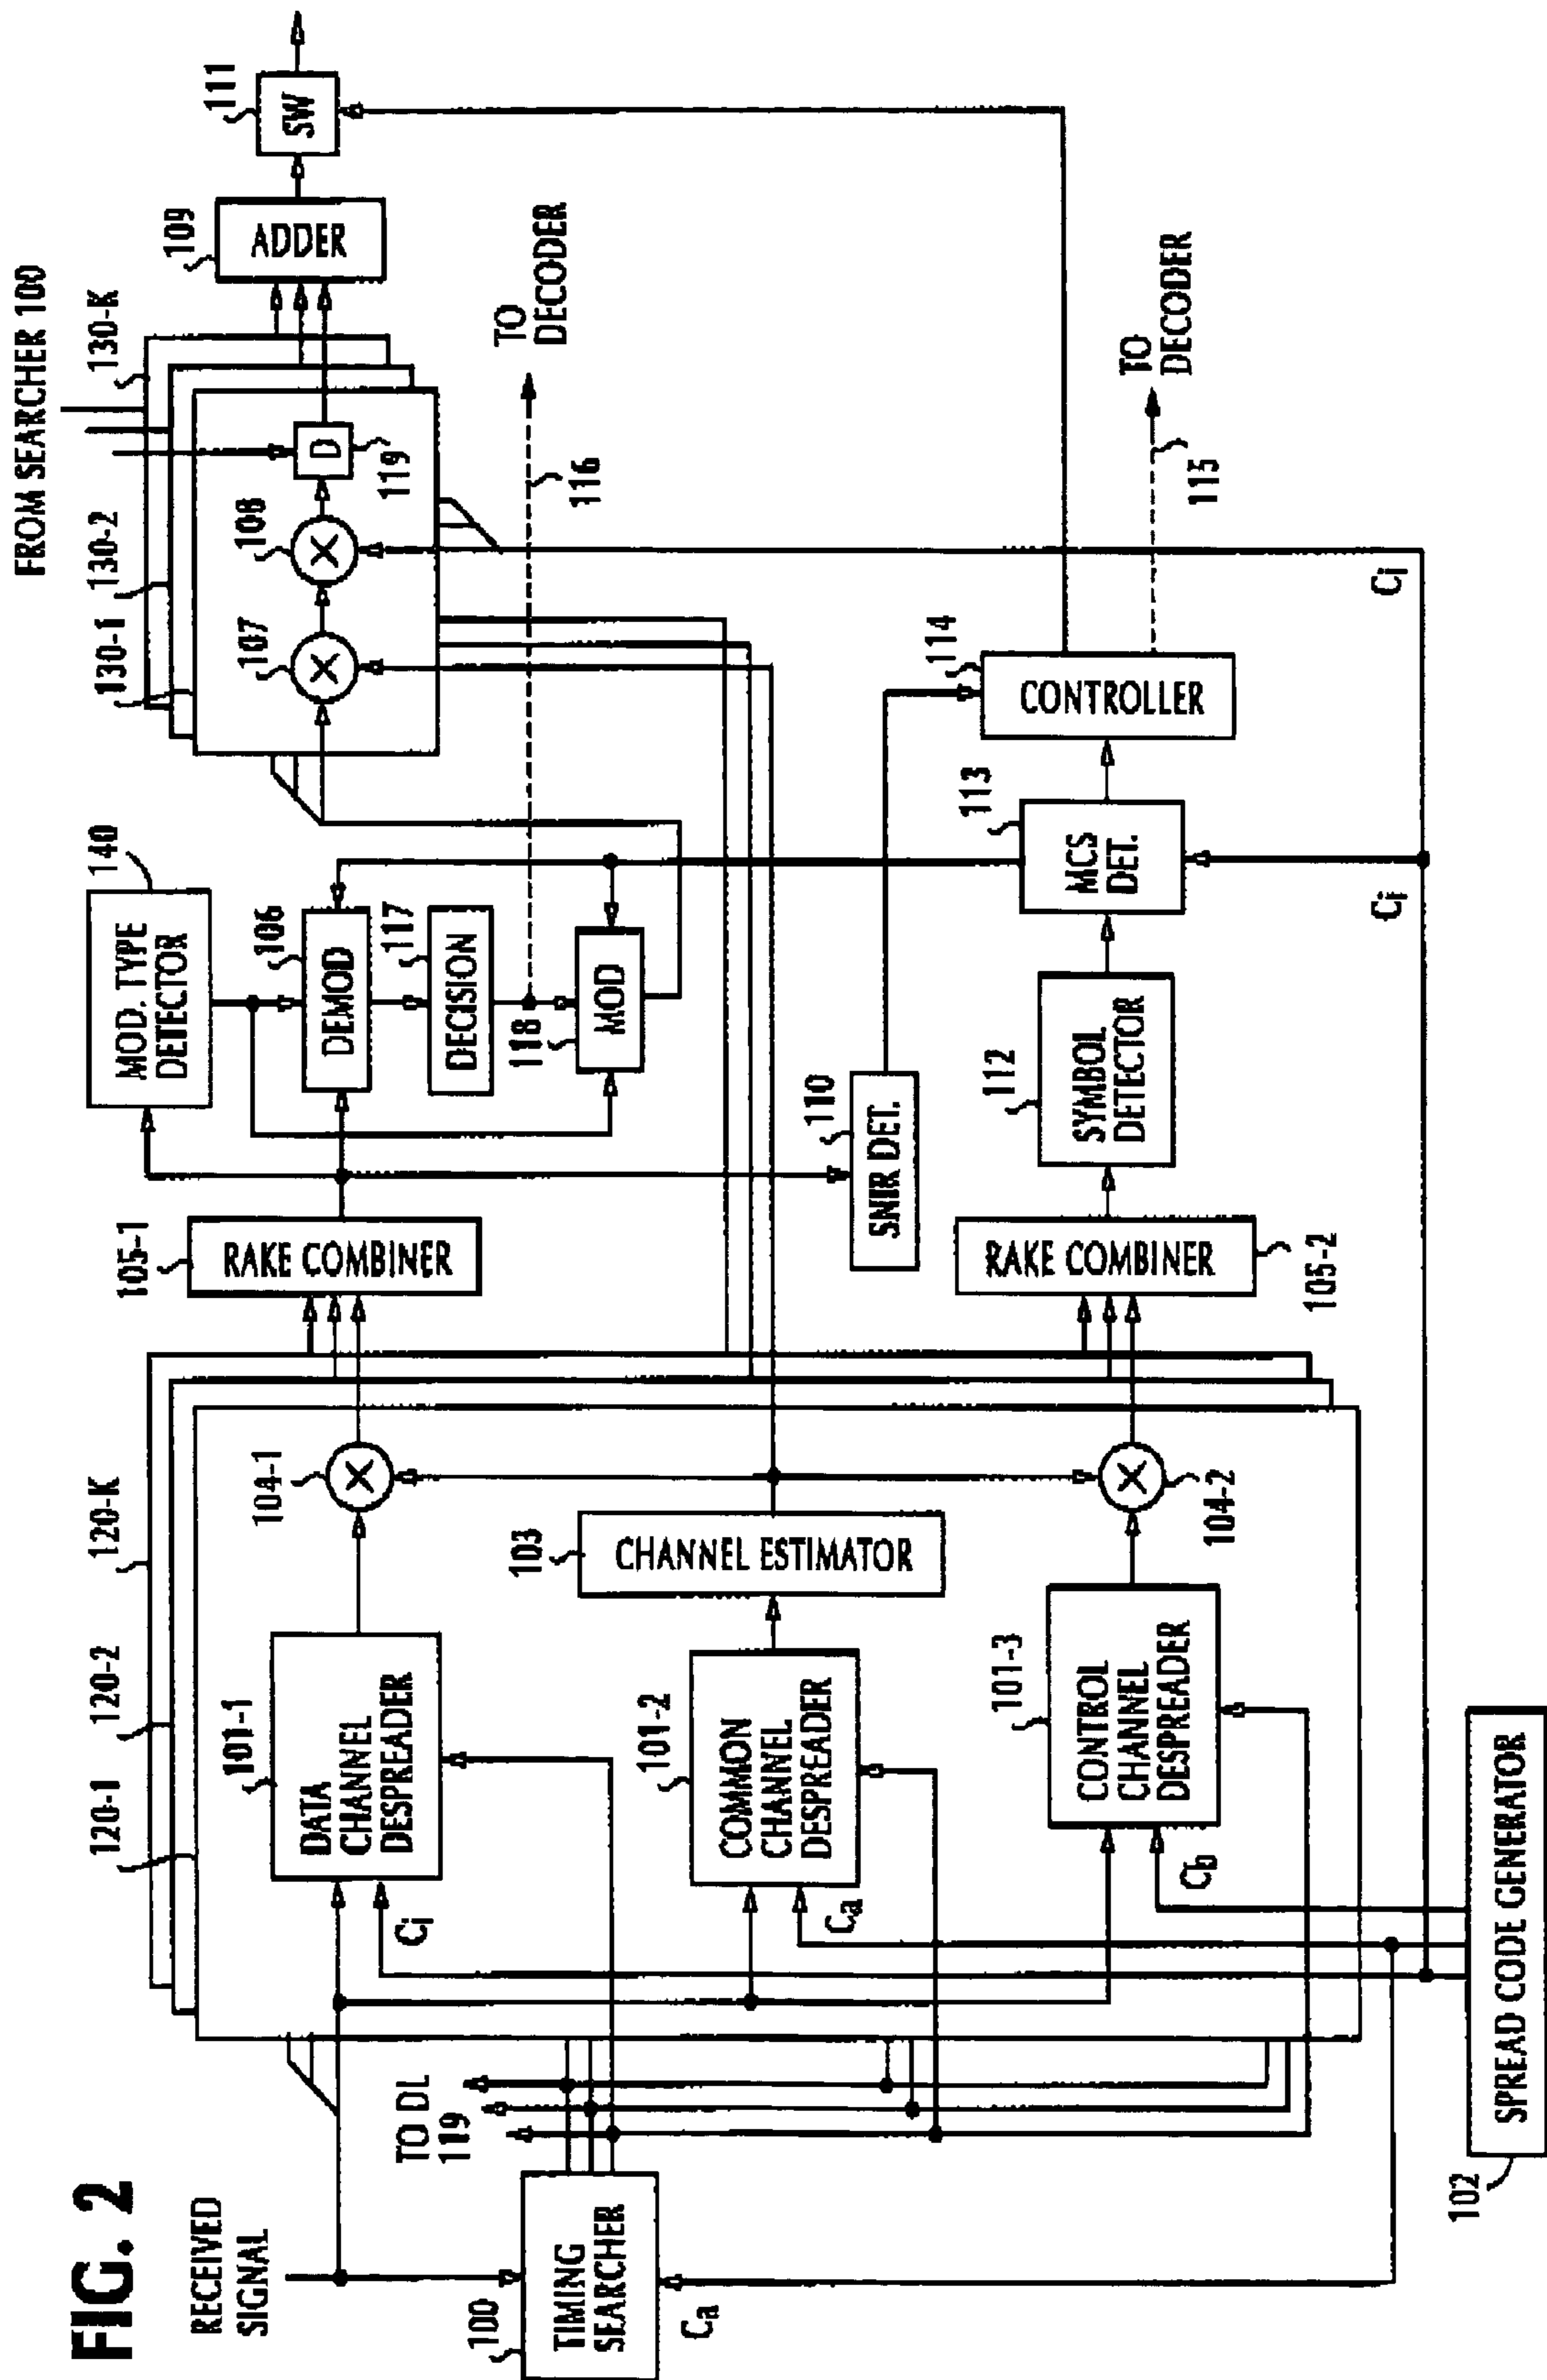 FIG. 2
RECEIVED
SIGNAL
100
TIMING
SEARCHER
Ca
TO DL
119
120-1
120-2
120-K
101-1
DATA
CHANNEL
DESPREADER
Ci
104-1
101-2
COMMON
CHANNEL
DESPREADER
Ca
103
CHANNEL ESTIMATOR
101-3
CONTROL
CHANNEL
DESPREADER
Cb
104-2
102
SPREAD CODE GENERATOR
105-1
RAKE COMBINER
105-2
RAKE COMBINER
140
MOD. TYPE
DETECTOR
106
DEMOD
117
DECISION
118
MOD
110
SNIR DET.
112
SYMBOL
DETECTOR
113
MCS
DET.
Ci
114
CONTROLLER
Ci
115
TO
DECODER
116
TO
DECODER
FROM SEARCHER 100
130-1
130-2
130-K
107
108
D
119
109
ADDER
111
SW